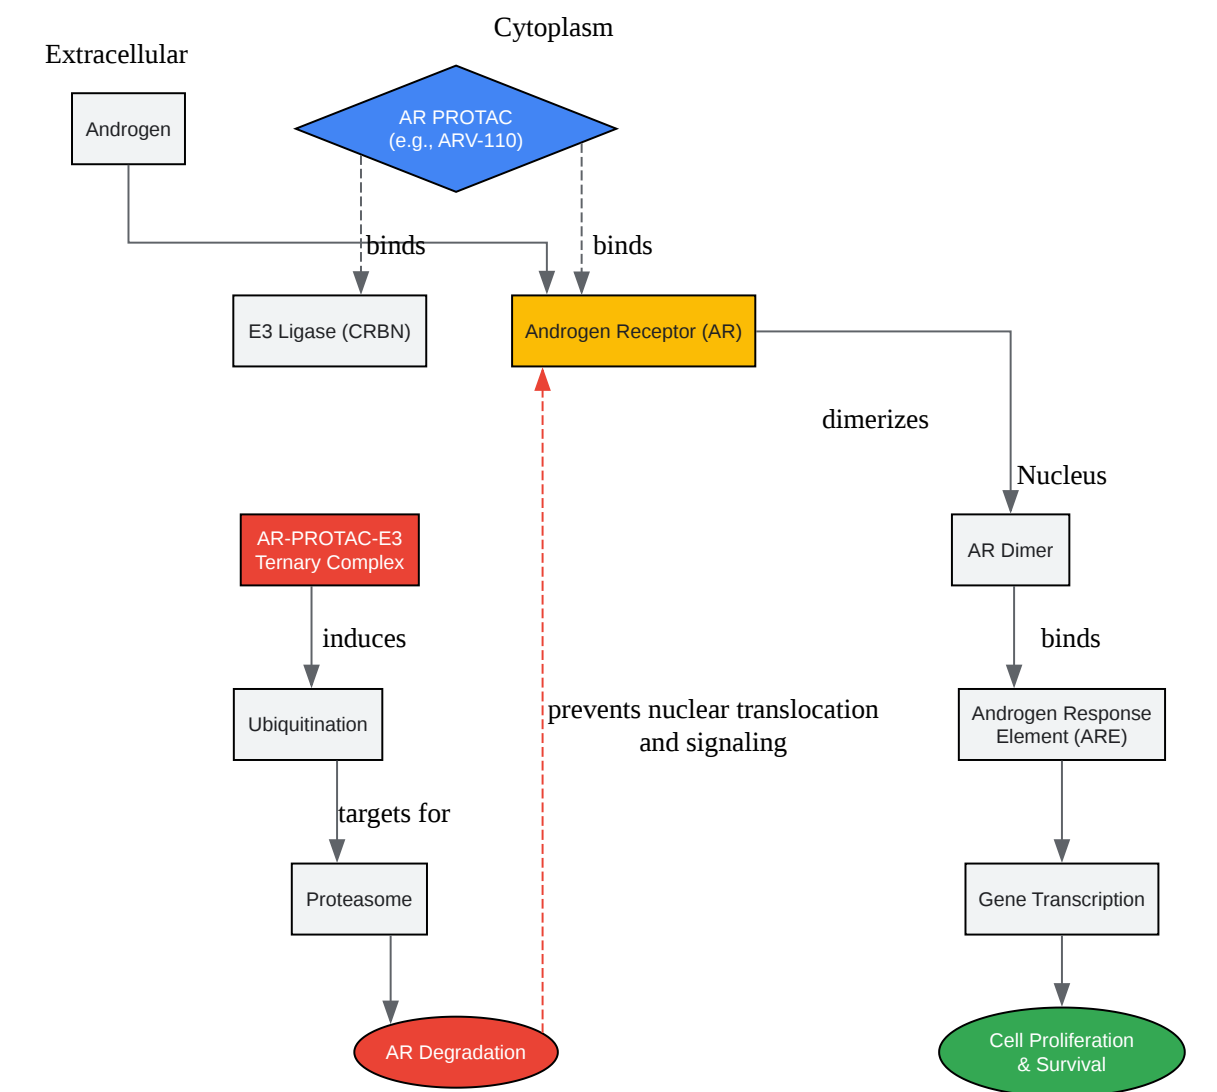 Cytoplasm
Extracellular
Androgen
AR PROTAC
(e.g., ARV-110)
binds
binds
E3 Ligase (CRBN)
Androgen Receptor (AR)
dimerizes
Nucleus
AR-PROTAC-E3
Ternary Complex
AR Dimer
induces
binds
Ubiquitination
prevents nuclear translocation
and signaling
Androgen Response
Element (ARE)
targets for
Proteasome
Gene Transcription
AR Degradation
Cell Proliferation
& Survival